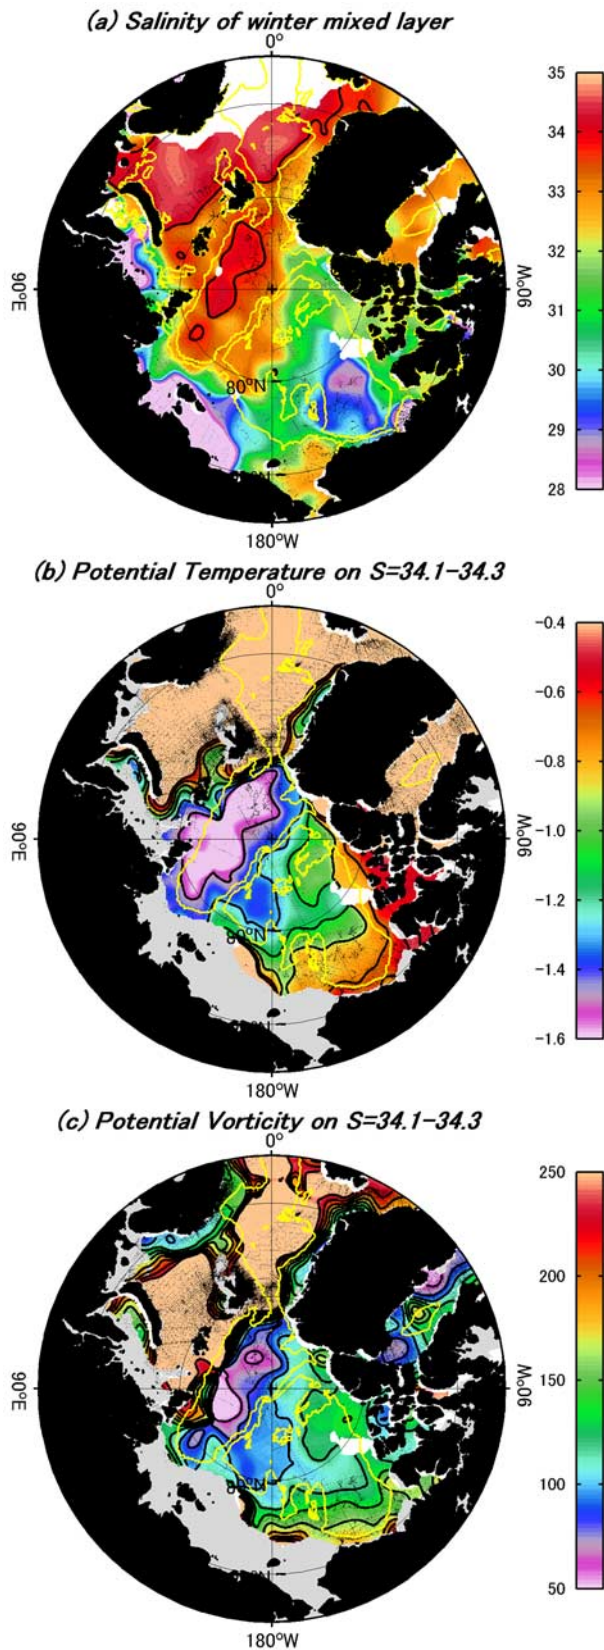 (a) Salinity of winter mixed layer
0°
35
34
33
32
31
30
29
28
90°E
90°W
80°N
180°W
(b) Potential Temperature on S=34.1-34.3
0°
-0.4
-0.6
-0.8
-1.0
-1.2
-1.4
-1.6
90°E
90°W
80°N
180°W
(c) Potential Vorticity on S=34.1-34.3
0°
250
200
150
100
50
90°E
90°W
80°N
180°W